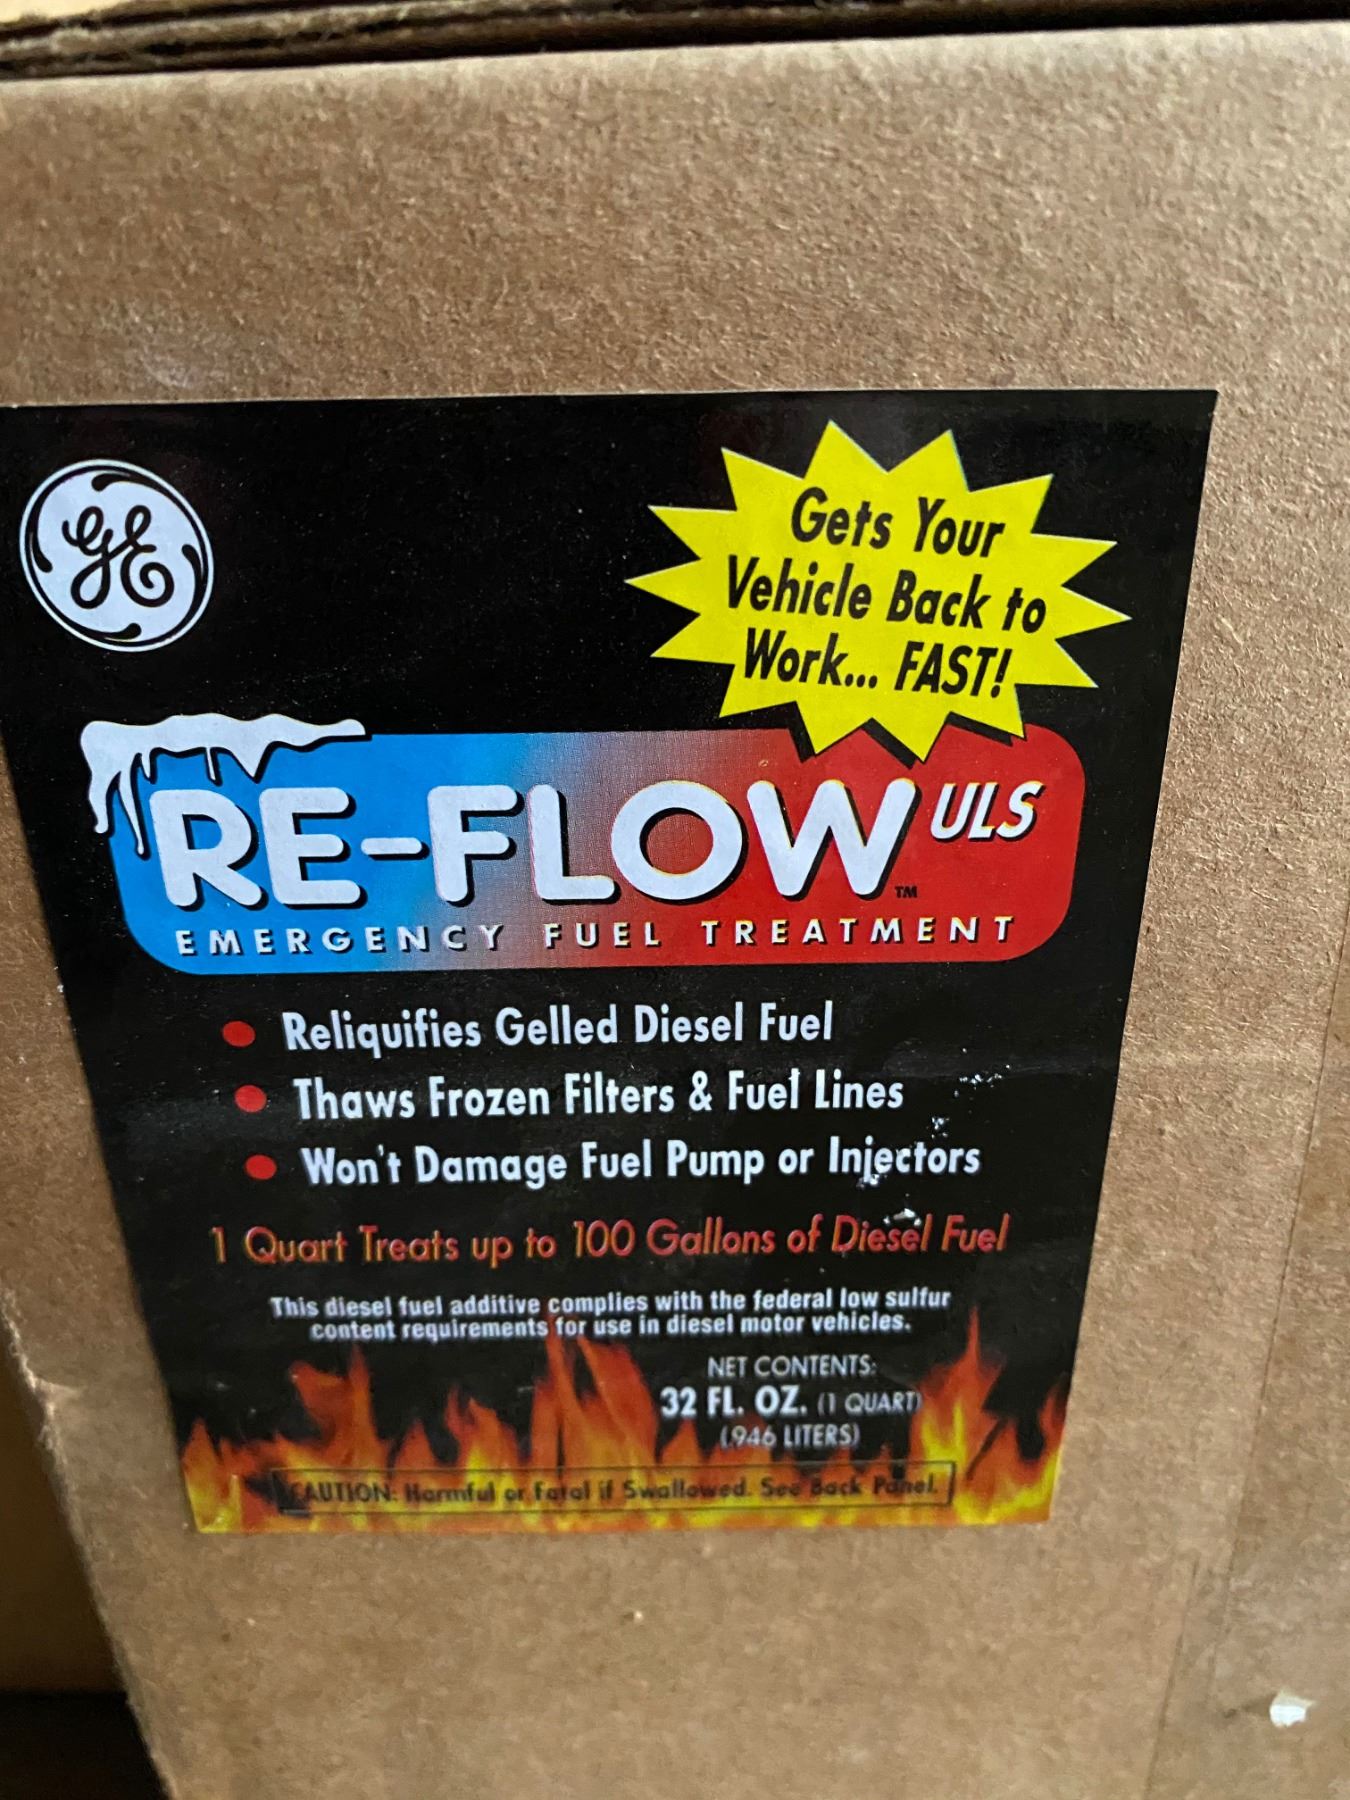 GE
Gets Your
Vehicle Back to
Work... FAST!
RE-FLOW ULS
TM
EMERGENCY FUEL TREATMENT
• Reliquifies Gelled Diesel Fuel
• Thaws Frozen Filters & Fuel Lines
• Won't Damage Fuel Pump or Injectors
1 Quart Treats up to 100 Gallons of Diesel Fuel
This diesel fuel additive complies with the federal low sulfur
content requirements for use in diesel motor vehicles.
NET CONTENTS:
32 FL. OZ. (1 QUART)
(.946 LITERS)
CAUTION: Harmful or Fatal if Swallowed. See Back Panel.